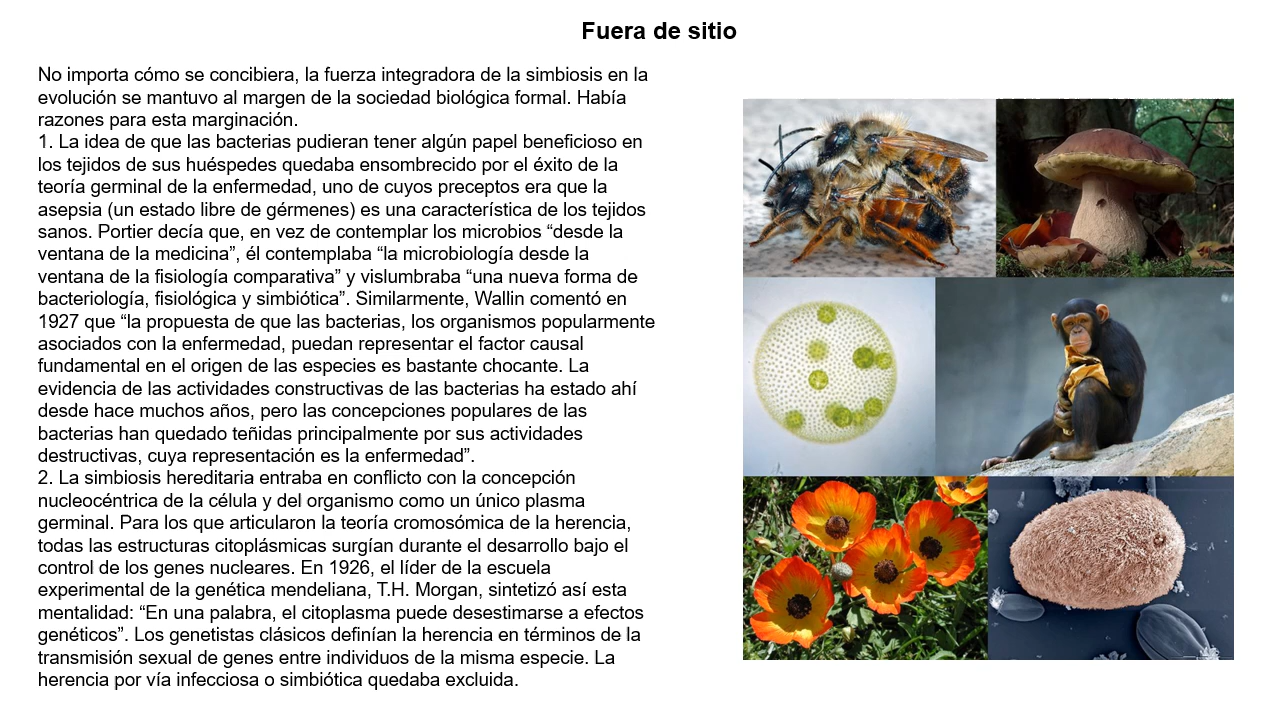 Fuera de sitio
No importa cómo se concibiera, la fuerza integradora de la simbiosis en la
evolución se mantuvo al margen de la sociedad biológica formal. Había
razones para esta marginación.
1. La idea de que las bacterias pudieran tener algún papel beneficioso en
los tejidos de sus huéspedes quedaba ensombrecido por el éxito de la
teoría germinal de la enfermedad, uno de cuyos preceptos era que la
asepsia (un estado libre de gérmenes) es una característica de los tejidos
sanos. Portier decía que, en vez de contemplar los microbios “desde la
ventana de la medicina”, él contemplaba “la microbiología desde la
ventana de la fisiología comparativa” y vislumbraba “una nueva forma de
bacteriología, fisiológica y simbiótica”. Similarmente, Wallin comentó en
1927 que “la propuesta de que las bacterias, los organismos popularmente
asociados con la enfermedad, puedan representar el factor causal
fundamental en el origen de las especies es bastante chocante. La
evidencia de las actividades constructivas de las bacterias ha estado ahí
desde hace muchos años, pero las concepciones populares de las
bacterias han quedado teñidas principalmente por sus actividades
destructivas, cuya representación es la enfermedad”.
2. La simbiosis hereditaria entraba en conflicto con la concepción
nucleocéntrica de la célula y del organismo como un único plasma
germinal. Para los que articularon la teoría cromosómica de la herencia,
todas las estructuras citoplásmicas surgían durante el desarrollo bajo el
control de los genes nucleares. En 1926, el líder de la escuela
experimental de la genética mendeliana, T.H. Morgan, sintetizó así esta
mentalidad: “En una palabra, el citoplasma puede desestimarse a efectos
genéticos”. Los genetistas clásicos definían la herencia en términos de la
transmisión sexual de genes entre individuos de la misma especie. La
herencia por vía infecciosa o simbiótica quedaba excluida.